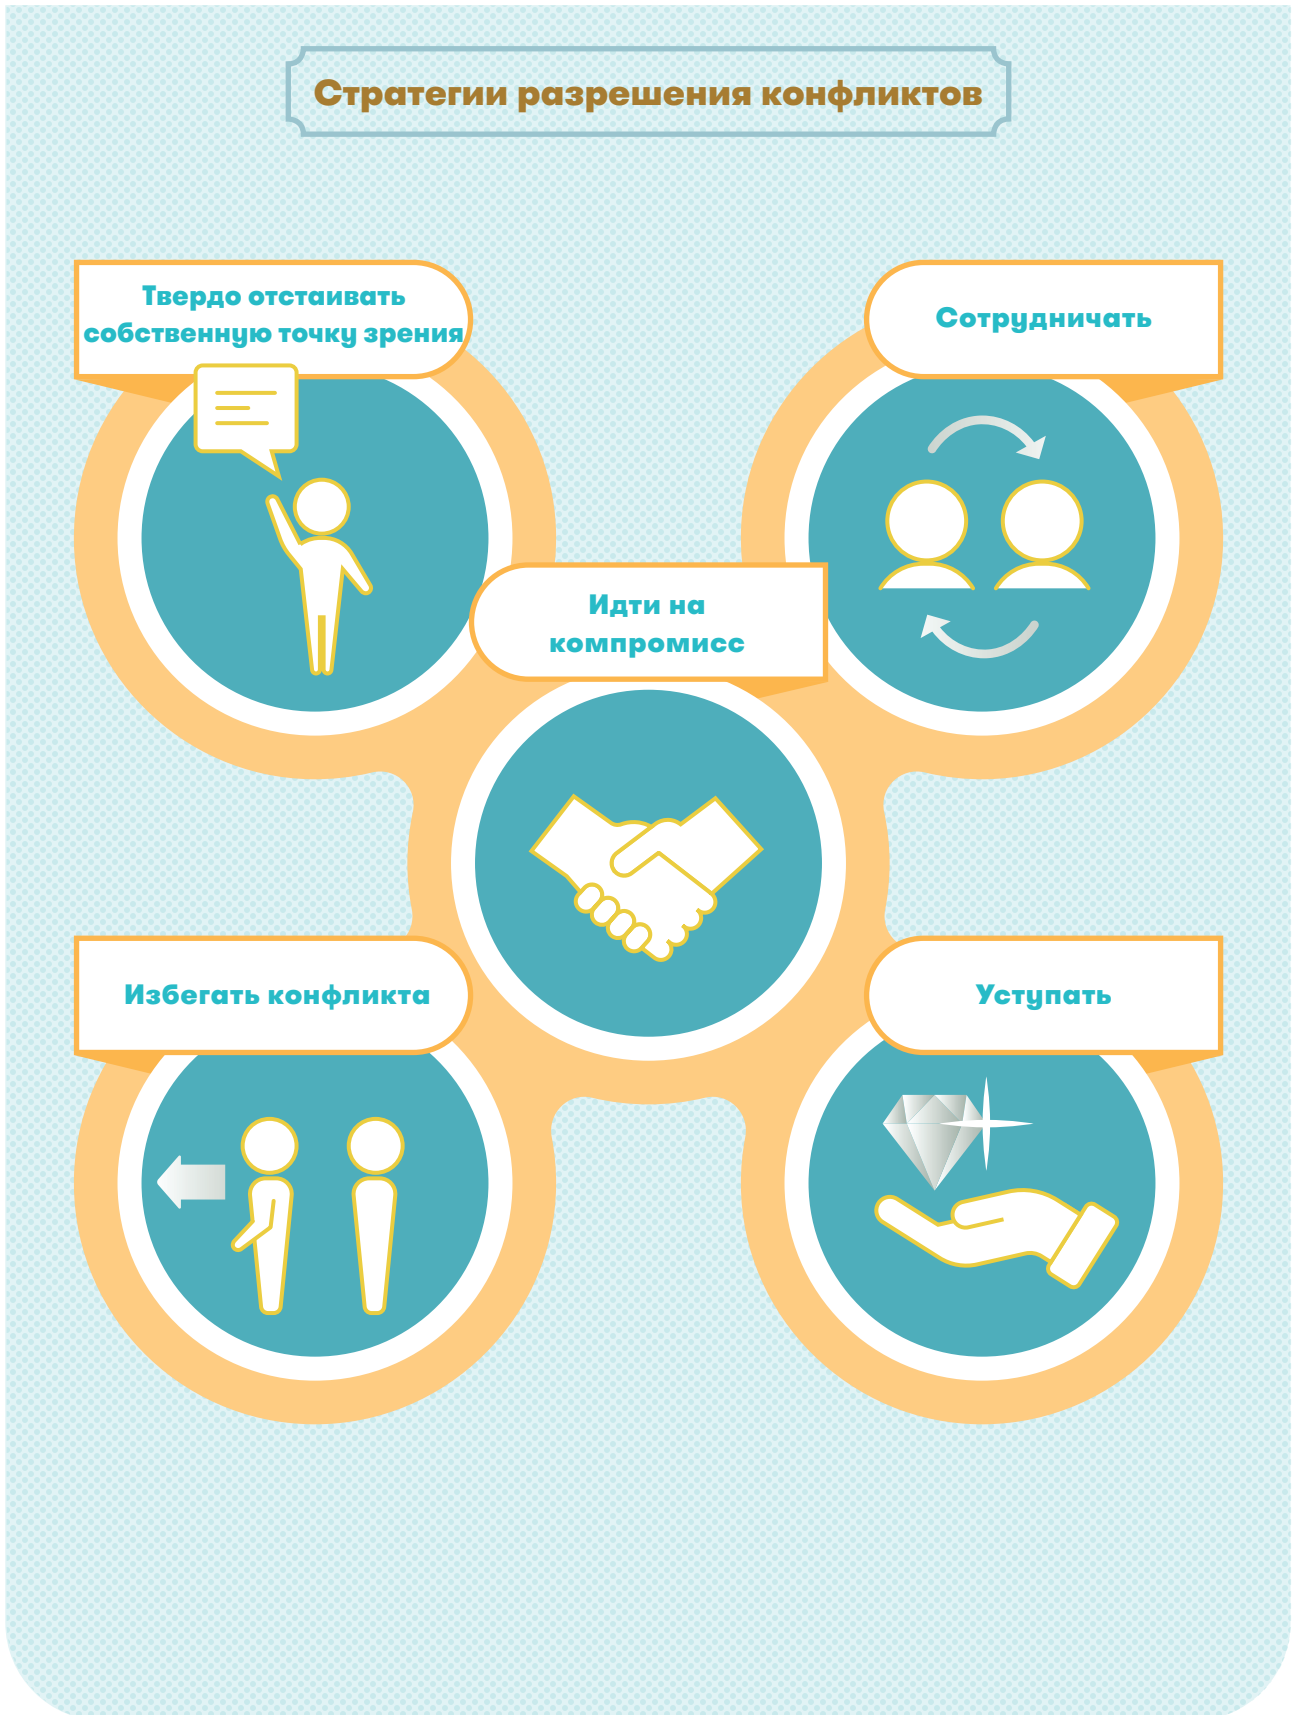 Стратегии разрешения конфликтов
Твердо отстаивать
собственную точку зрения
Сотрудничать
Идти на
компромисс
Избегать конфликта
Уступать